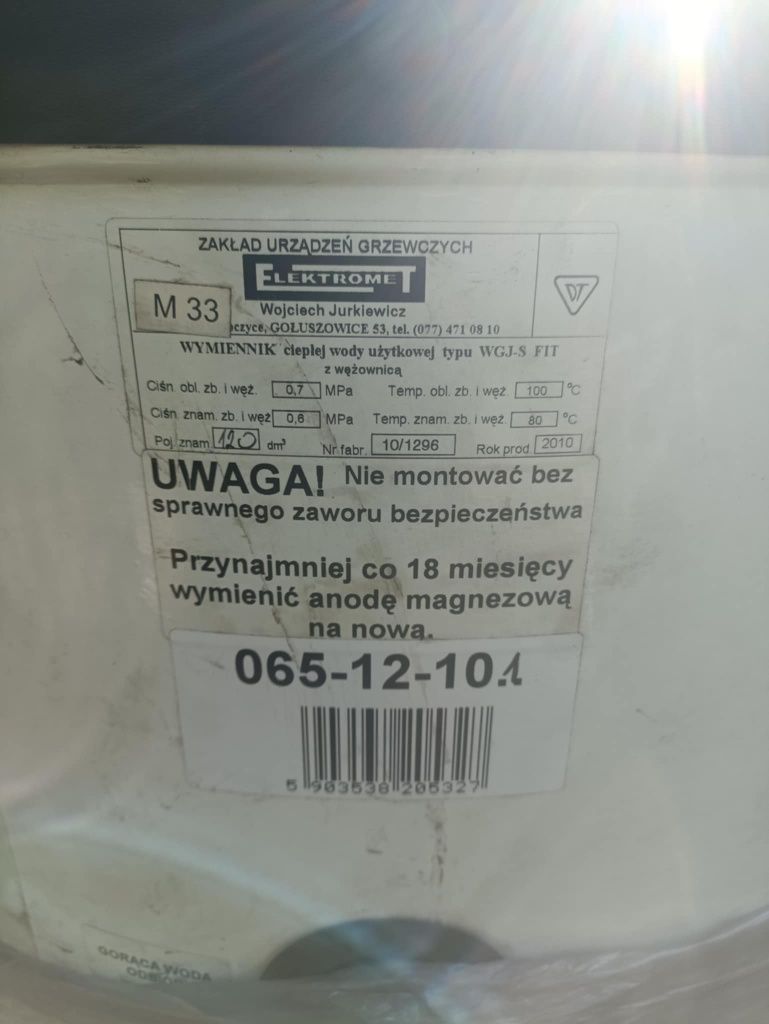 ZAKŁAD URZĄDZEŃ GRZEWCZYCH
ELEKTROMET
DT
M 33
Wojciech Jurkiewicz
GOŁUSZOWICE 53, tel. (077) 471 08 10
WYMIENNIK ciepłej wody użytkowej typu WGJ-S FIT
z wężownicą
Ciśn. obl. zb. i węż. 0,7 MPa Temp. obl. zb. i węż. 100 °C
Ciśn. znam. zb. i węż 0,6 MPa Temp. znam. zb. i węż. 80 °C
Poj. znam 120 dm³ Nr fabr. 10/1296 Rok prod 2010
UWAGA! Nie montować bez
sprawnego zaworu bezpieczeństwa
Przynajmniej co 18 miesięcy
wymienić anodę magnezową
na nową.
065-12-101
5 903538 205327
GORĄCA WODA